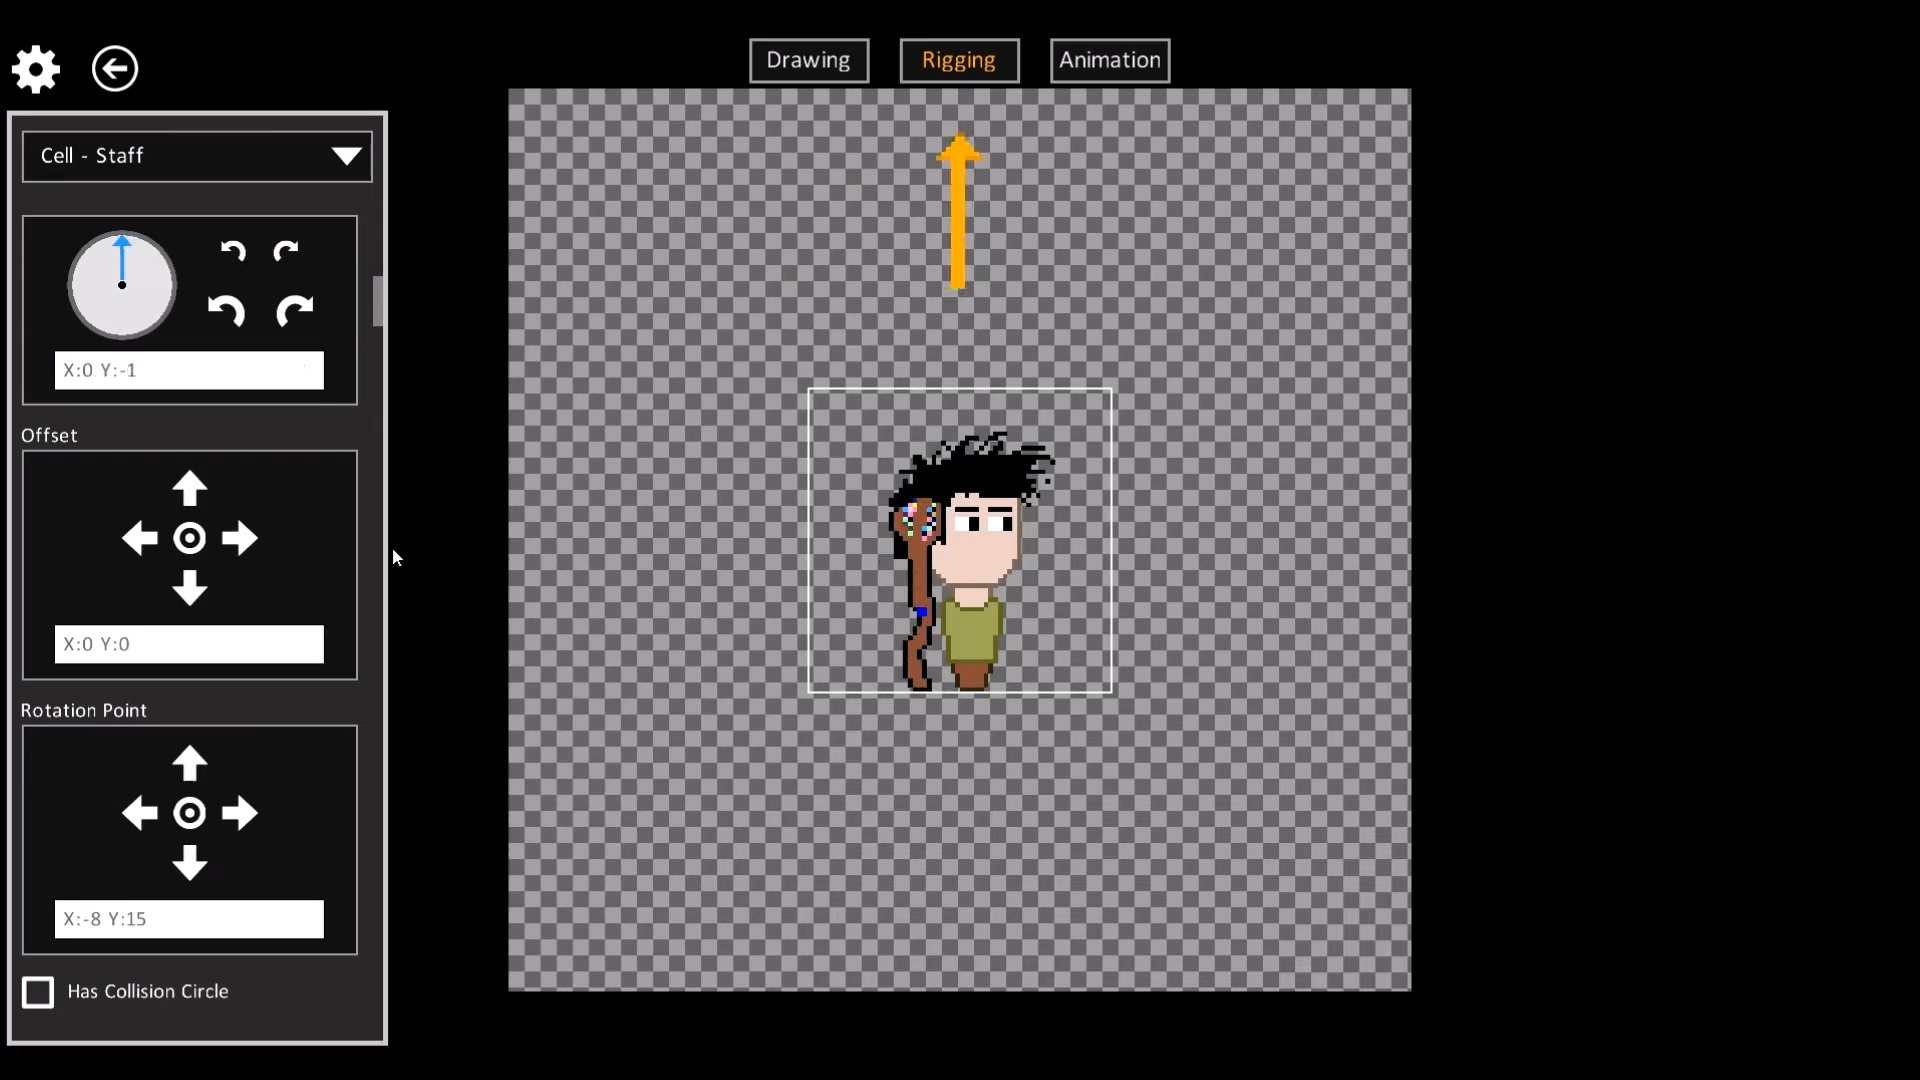 Drawing
Rigging
Animation
Cell - Staff
X:0 Y:-1
Offset
X:0 Y:0
Rotation Point
X:-8 Y:15
Has Collision Circle